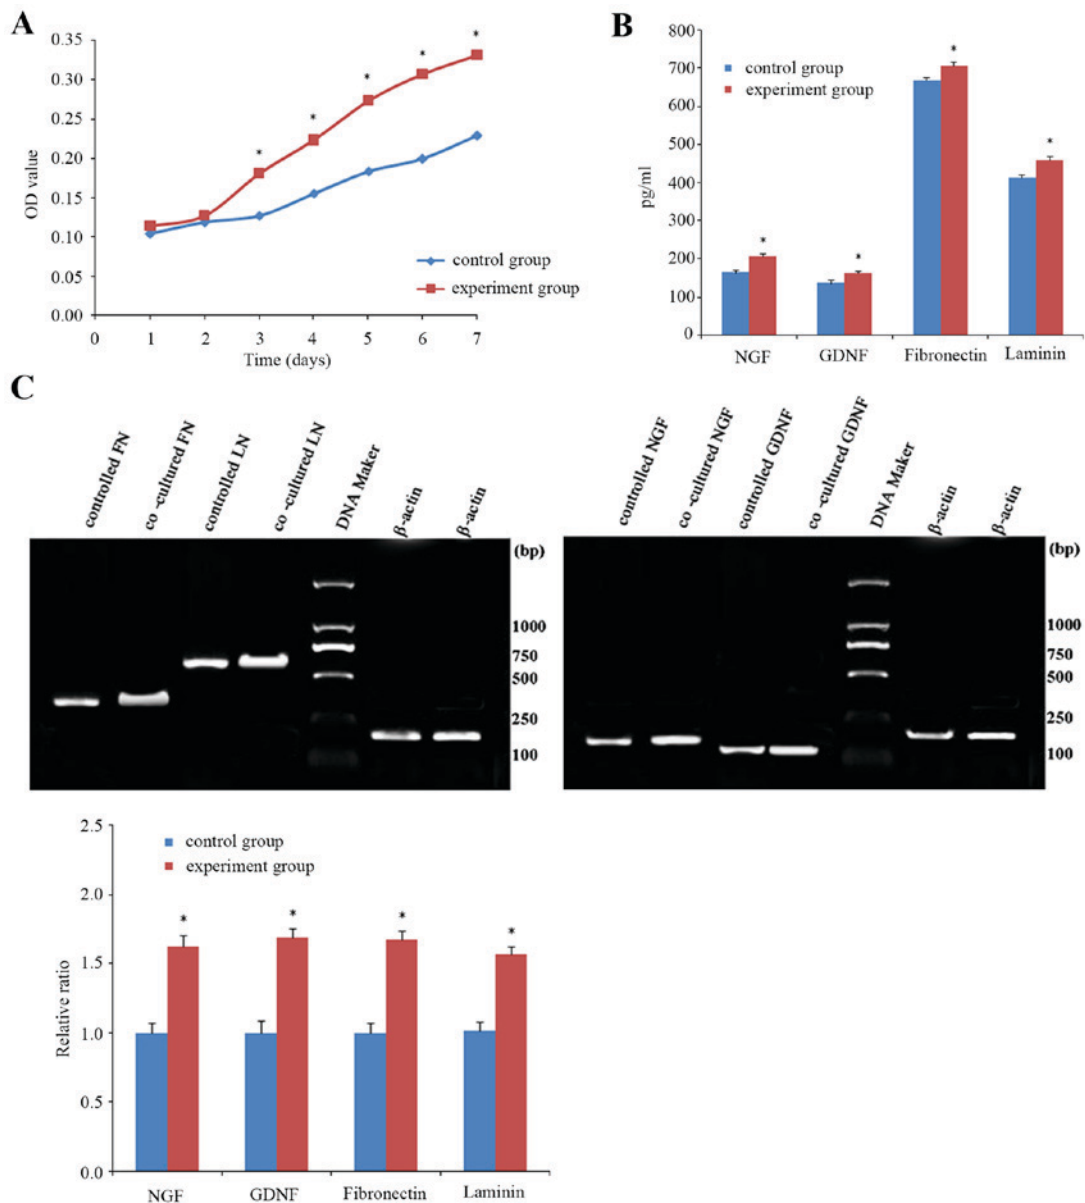 A
0.35
0.30
0.25
0.20
0.15
0.10
0.05
0.00
OD value
* * * * *
control group
experiment group
0 1 2 3 4 5 6 7
Time (days)
B
800
700
600
500
400
300
200
100
0
pg/ml
control group
experiment group
* * * *
NGF GDNF Fibronectin Laminin
C
controlled FN
co -cultured FN
controlled LN
co -cultured LN
DNA Maker
β-actin
β-actin
(bp)
1000
750
500
250
100
controlled NGF
co -cultured NGF
controlled GDNF
co -cultured GDNF
DNA Maker
β-actin
β-actin
(bp)
1000
750
500
250
100
2.5
2.0
1.5
1.0
0.5
0.0
Relative ratio
control group
experiment group
* * * *
NGF GDNF Fibronectin Laminin